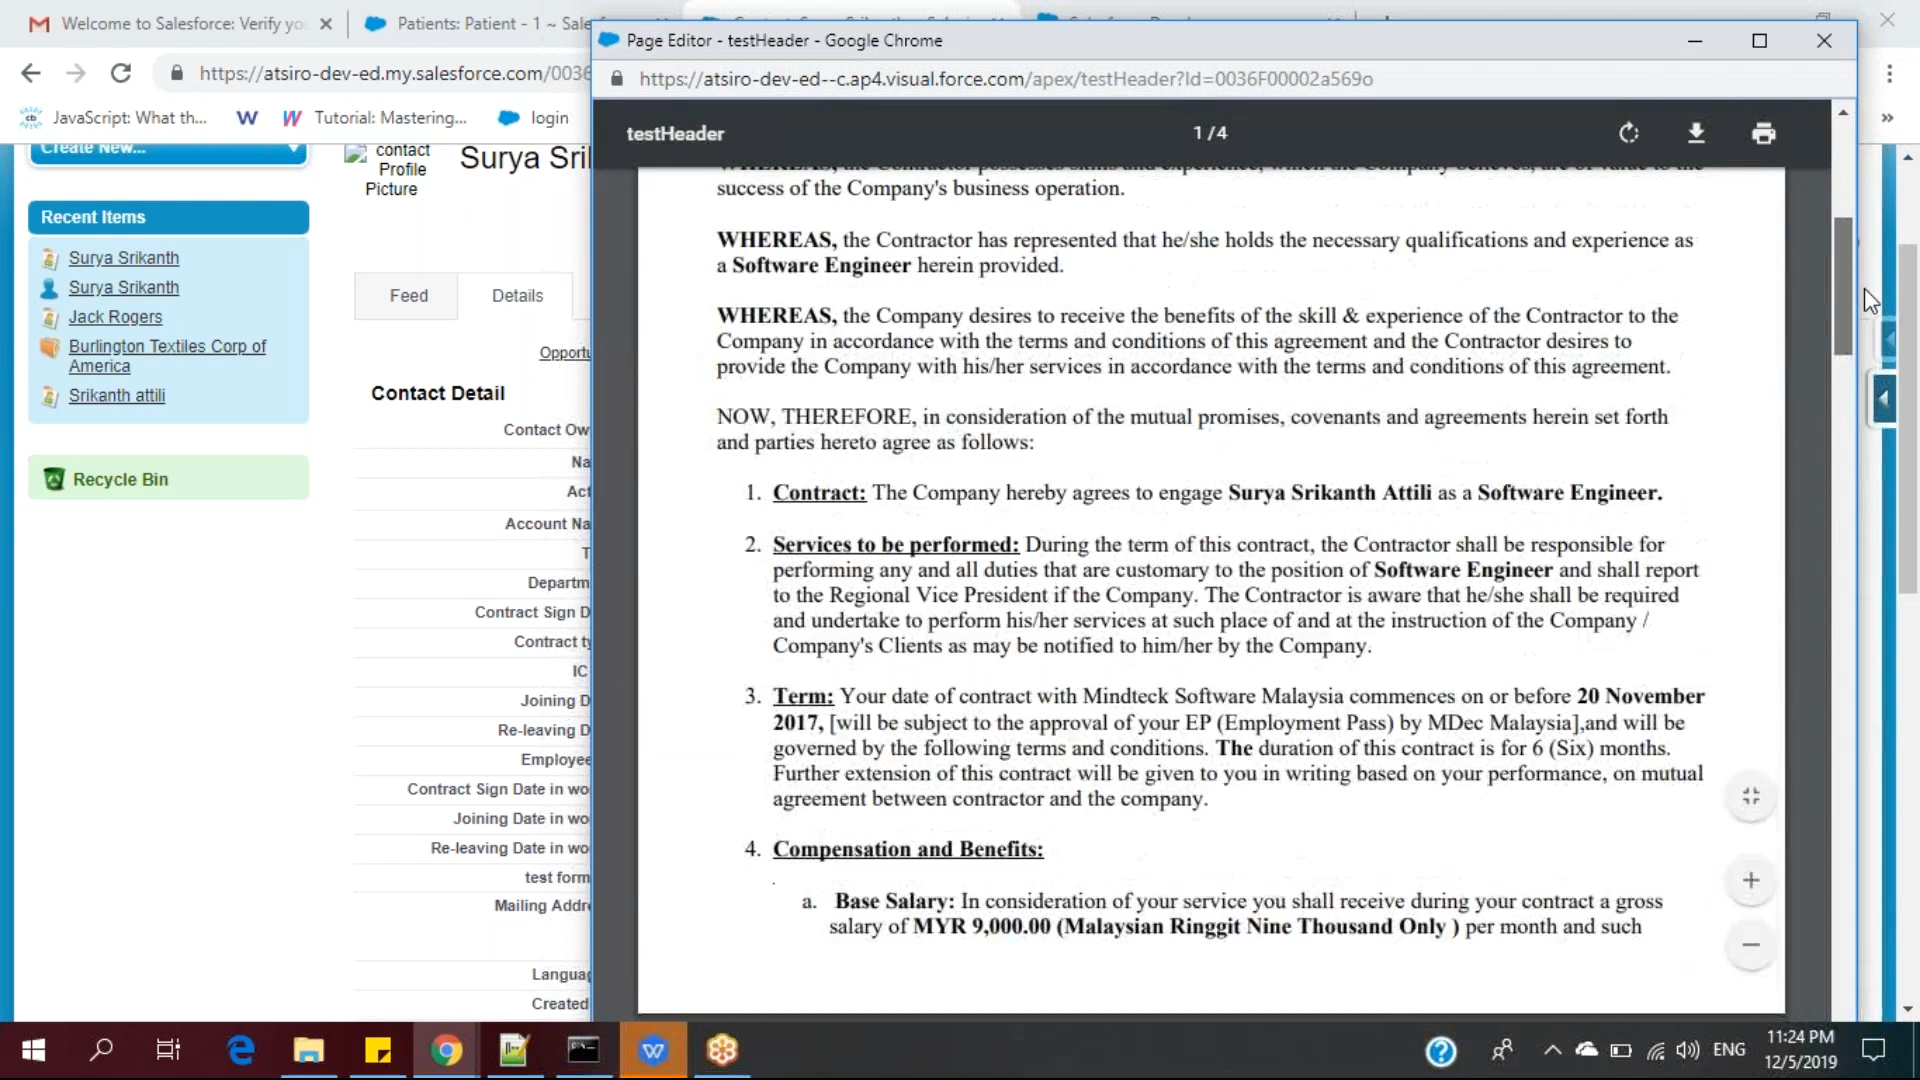 Welcome to Salesforce: Verify yo
Patients: Patient - 1 ~ Sale
Page Editor - testHeader - Google Chrome
https://atsiro-dev-ed.my.salesforce.com/0036
https://atsiro-dev-ed--c.ap4.visual.force.com/apex/testHeader?Id=0036F00002a569o
JavaScript: What th...
Tutorial: Mastering...
login
»
testHeader
1 / 4
Create New...
contact
Profile
Picture
Surya Sri
Recent Items
Surya Srikanth
Surya Srikanth
Jack Rogers
Burlington Textiles Corp of
America
Srikanth attili
Recycle Bin
Feed
Details
Opportu
Contact Detail
Contact Ow
Na
Act
Account Na
T
Departm
Contract Sign D
Contract ty
IC
Joining D
Re-leaving D
Employee
Contract Sign Date in wo
Joining Date in wo
Re-leaving Date in wo
test form
Mailing Addre
Languag
Created
success of the Company's business operation.
WHEREAS, the Contractor has represented that he/she holds the necessary qualifications and experience as
a Software Engineer herein provided.
WHEREAS, the Company desires to receive the benefits of the skill & experience of the Contractor to the
Company in accordance with the terms and conditions of this agreement and the Contractor desires to
provide the Company with his/her services in accordance with the terms and conditions of this agreement.
NOW, THEREFORE, in consideration of the mutual promises, covenants and agreements herein set forth
and parties hereto agree as follows:
1. Contract: The Company hereby agrees to engage Surya Srikanth Attili as a Software Engineer.
2. Services to be performed: During the term of this contract, the Contractor shall be responsible for
performing any and all duties that are customary to the position of Software Engineer and shall report
to the Regional Vice President if the Company. The Contractor is aware that he/she shall be required
and undertake to perform his/her services at such place of and at the instruction of the Company /
Company's Clients as may be notified to him/her by the Company.
3. Term: Your date of contract with Mindteck Software Malaysia commences on or before 20 November
2017, [will be subject to the approval of your EP (Employment Pass) by MDec Malaysia],and will be
governed by the following terms and conditions. The duration of this contract is for 6 (Six) months.
Further extension of this contract will be given to you in writing based on your performance, on mutual
agreement between contractor and the company.
4. Compensation and Benefits:
.
a. Base Salary: In consideration of your service you shall receive during your contract a gross
salary of MYR 9,000.00 (Malaysian Ringgit Nine Thousand Only ) per month and such
ENG
11:24 PM
12/5/2019